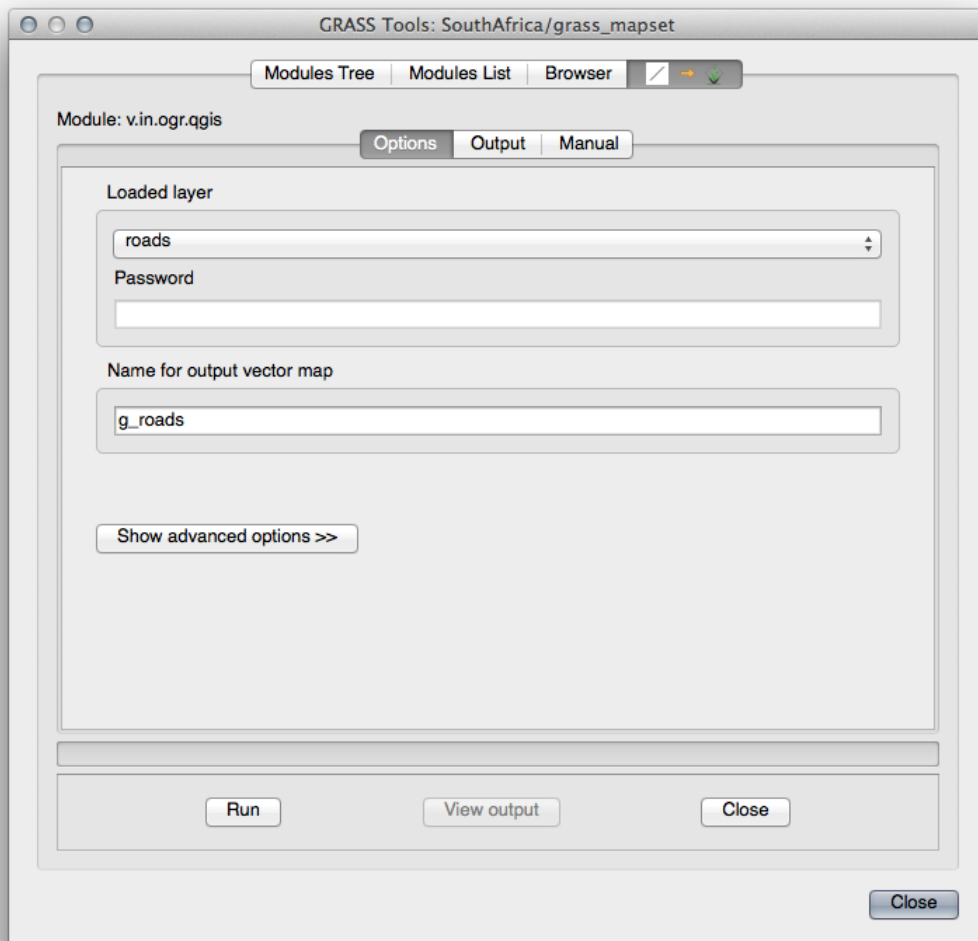 GRASS Tools: SouthAfrica/grass_mapset
Modules Tree Modules List Browser
Module: v.in.ogr.qgis
Options Output Manual
Loaded layer
roads
Password
Name for output vector map
g_roads
Show advanced options >>
Run View output Close
Close